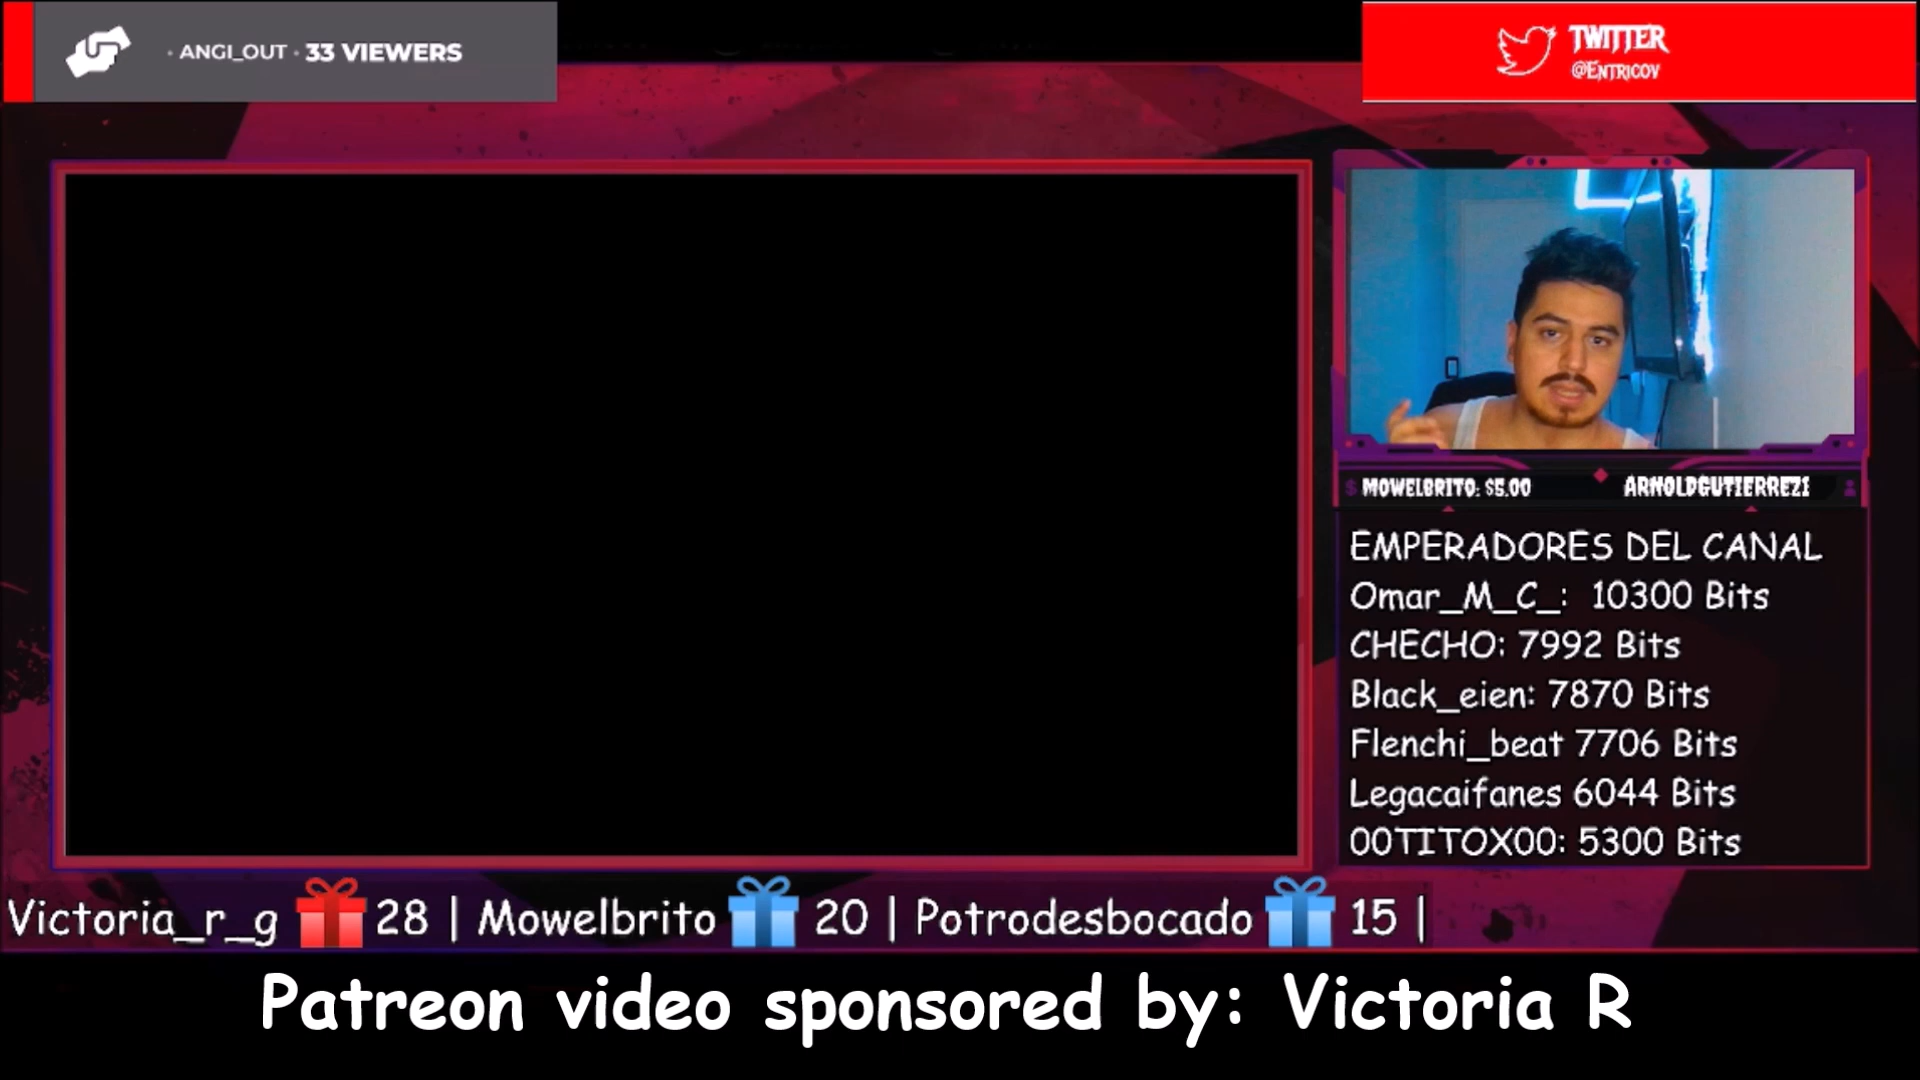 · ANGI_OUT · 33 VIEWERS
TWITTER
@ENTRICOV
$ MOWELBRITO: $5.00
ARNOLDGUTIERREZ1
EMPERADORES DEL CANAL
Omar_M_C_: 10300 Bits
CHECHO: 7992 Bits
Black_eien: 7870 Bits
Flenchi_beat 7706 Bits
Legacaifanes 6044 Bits
00TITOX00: 5300 Bits
Victoria_r_g 28 | Mowelbrito 20 | Potrodesbocado 15 |
Patreon video sponsored by: Victoria R